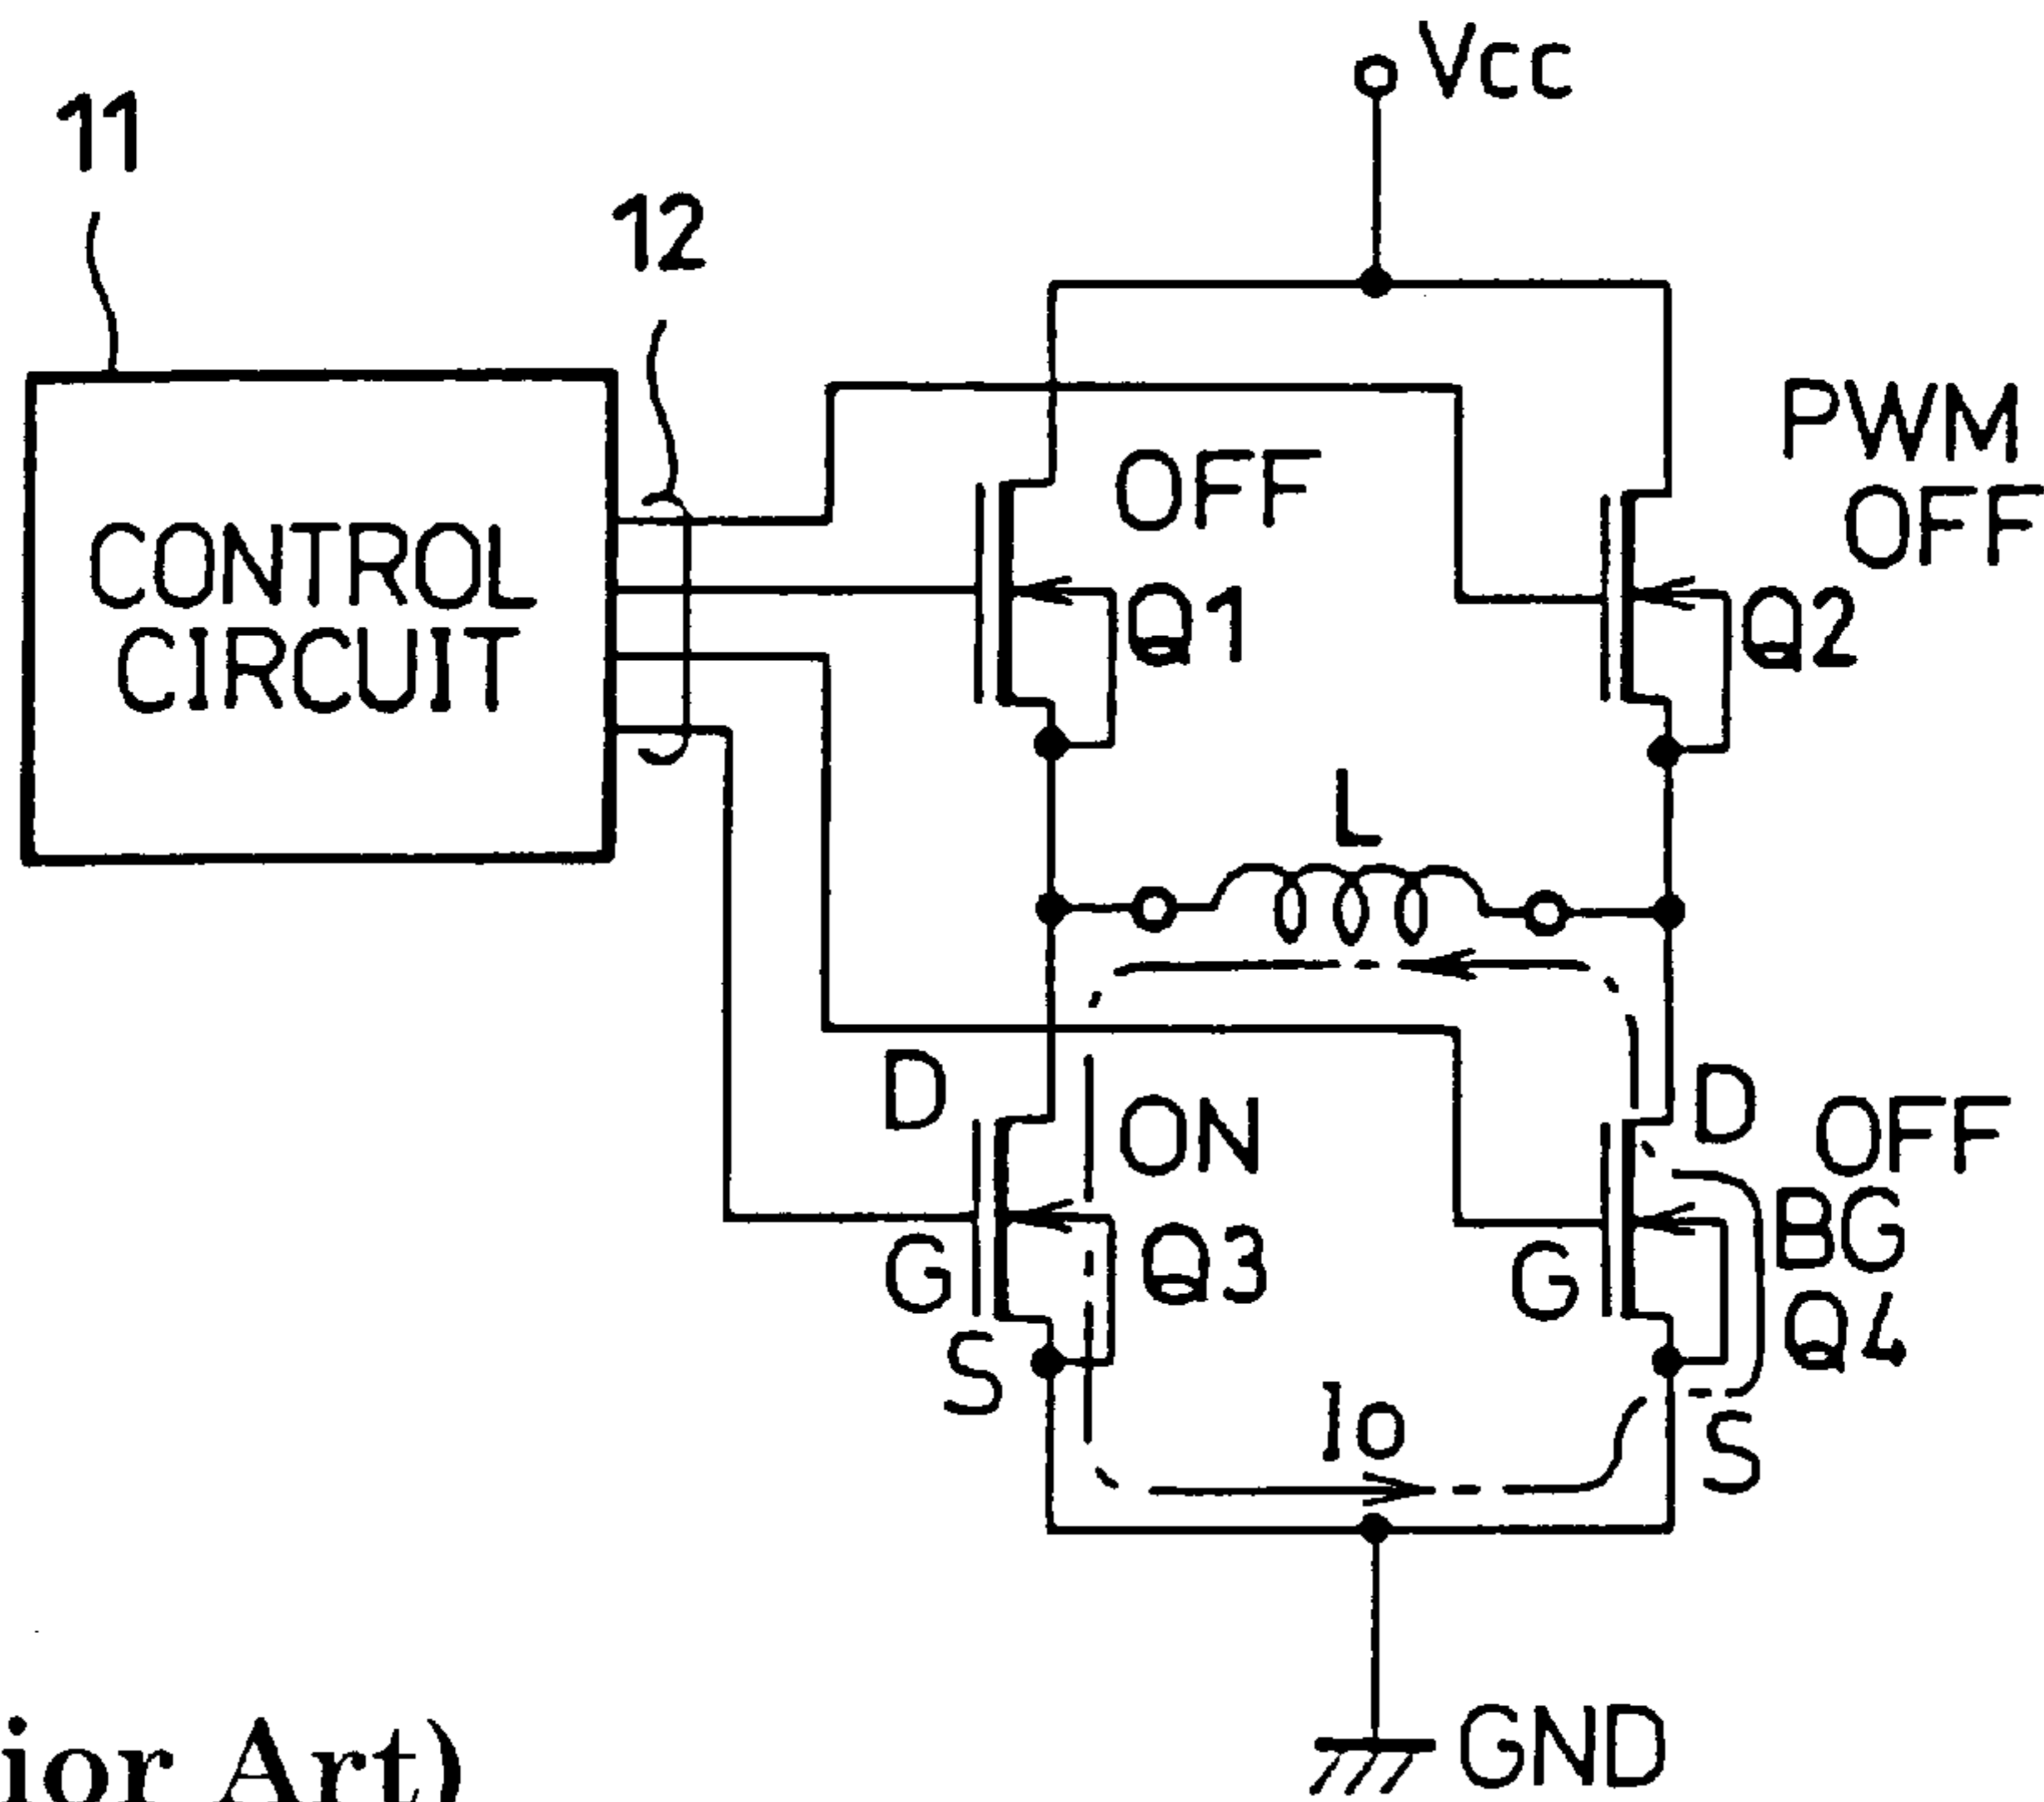 Vcc
11
12
PWM
OFF
OFF
CONTROL
CIRCUIT
Q1
Q2
L
D
ON
D
OFF
BG
G
Q3
G
Q4
S
Io
S
GND
ior Art)